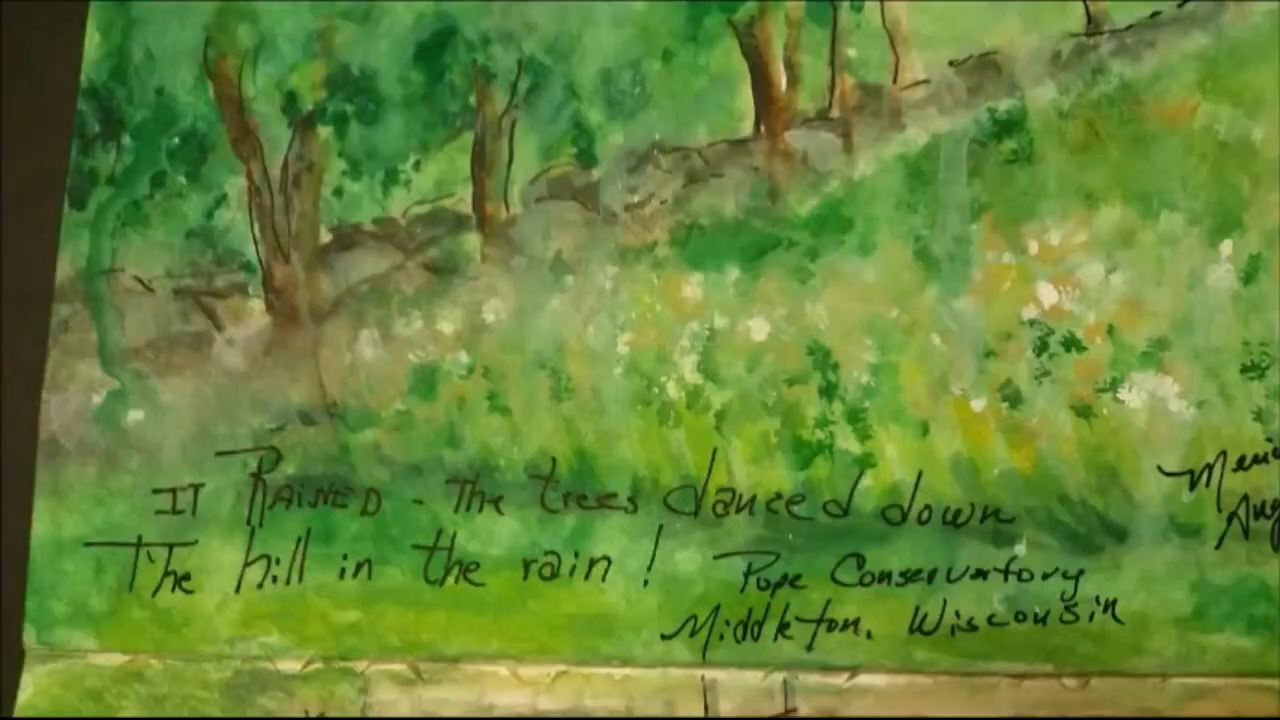 IT RAINED - The trees danced down
The hill in the rain!
Pope Conservatory
Middleton, Wisconsin